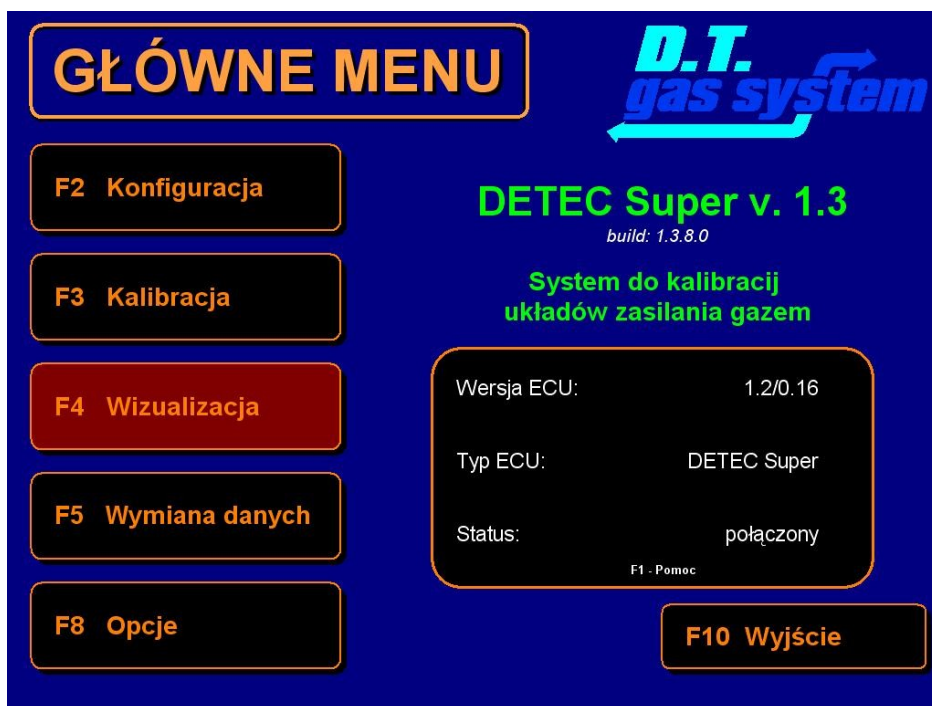 GŁÓWNE MENU
D.T.
gas system
F2 Konfiguracja
F3 Kalibracja
F4 Wizualizacja
F5 Wymiana danych
F8 Opcje
DETEC Super v. 1.3
build: 1.3.8.0
System do kalibracij
układów zasilania gazem
Wersja ECU: 1.2/0.16
Typ ECU: DETEC Super
Status: połączony
F1 - Pomoc
F10 Wyjście